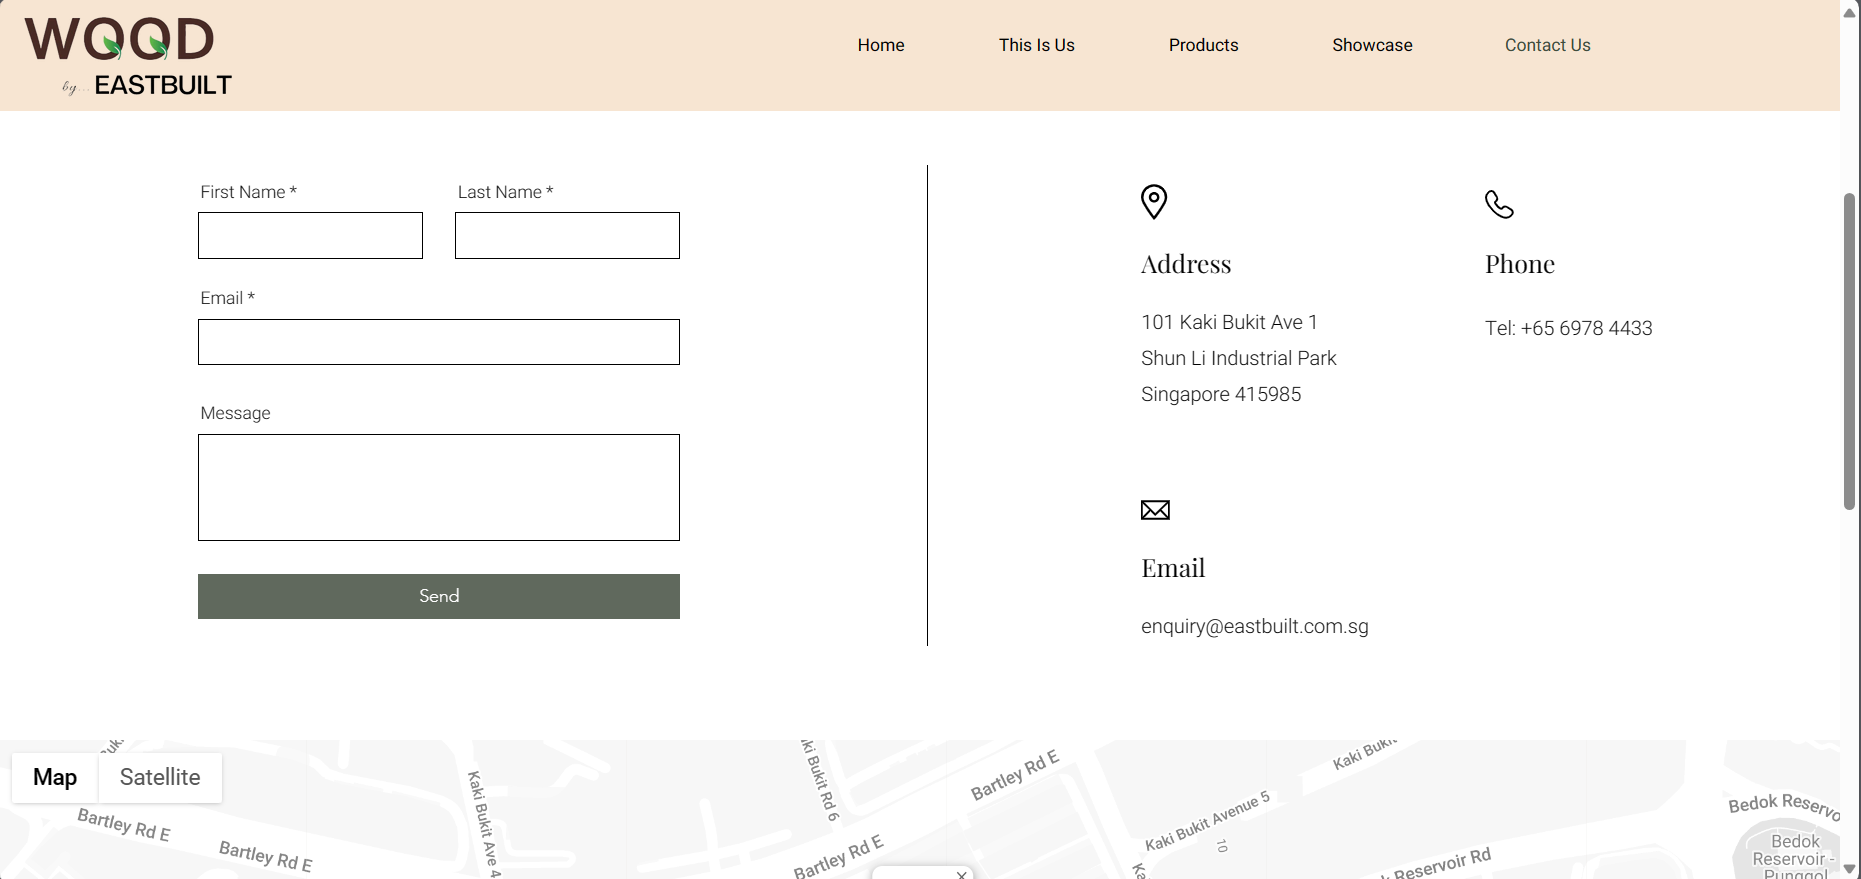 WOOD
by... EASTBUILT
Home
This Is Us
Products
Showcase
Contact Us
First Name *
Last Name *
Email *
Message
Send
Address
101 Kaki Bukit Ave 1
Shun Li Industrial Park
Singapore 415985
Phone
Tel: +65 6978 4433
Email
enquiry@eastbuilt.com.sg
Map
Satellite
Bartley Rd E
Bartley Rd E
Kaki Bukit Ave 4
ki Bukit Rd 6
Bartley Rd E
Bartley Rd E
Kaki Bukit
Kaki Bukit Avenue 5
10
Reservoir Rd
Bedok Reservo
Bedok
Reservoir -
Punggol